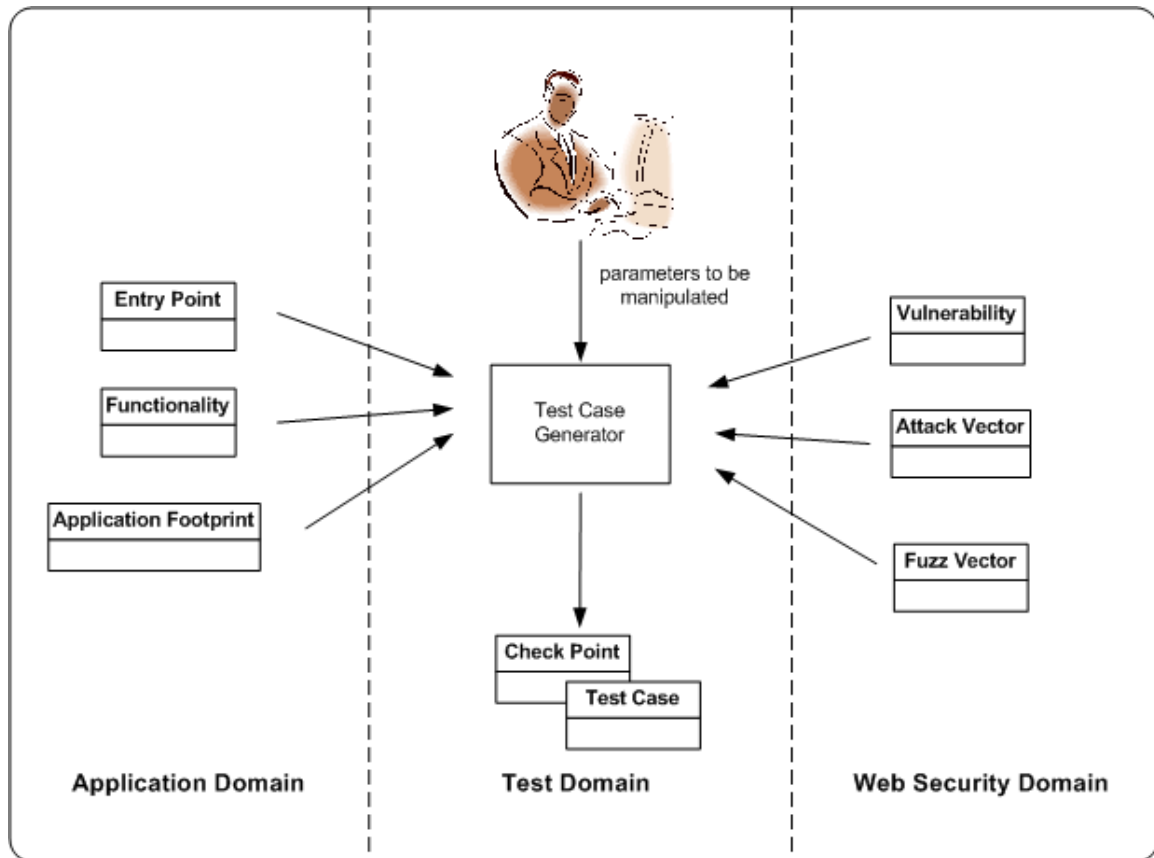 parameters to be
manipulated
Entry Point
Functionality
Application Footprint
Test Case
Generator
Vulnerability
Attack Vector
Fuzz Vector
Check Point
Test Case
Application Domain
Test Domain
Web Security Domain